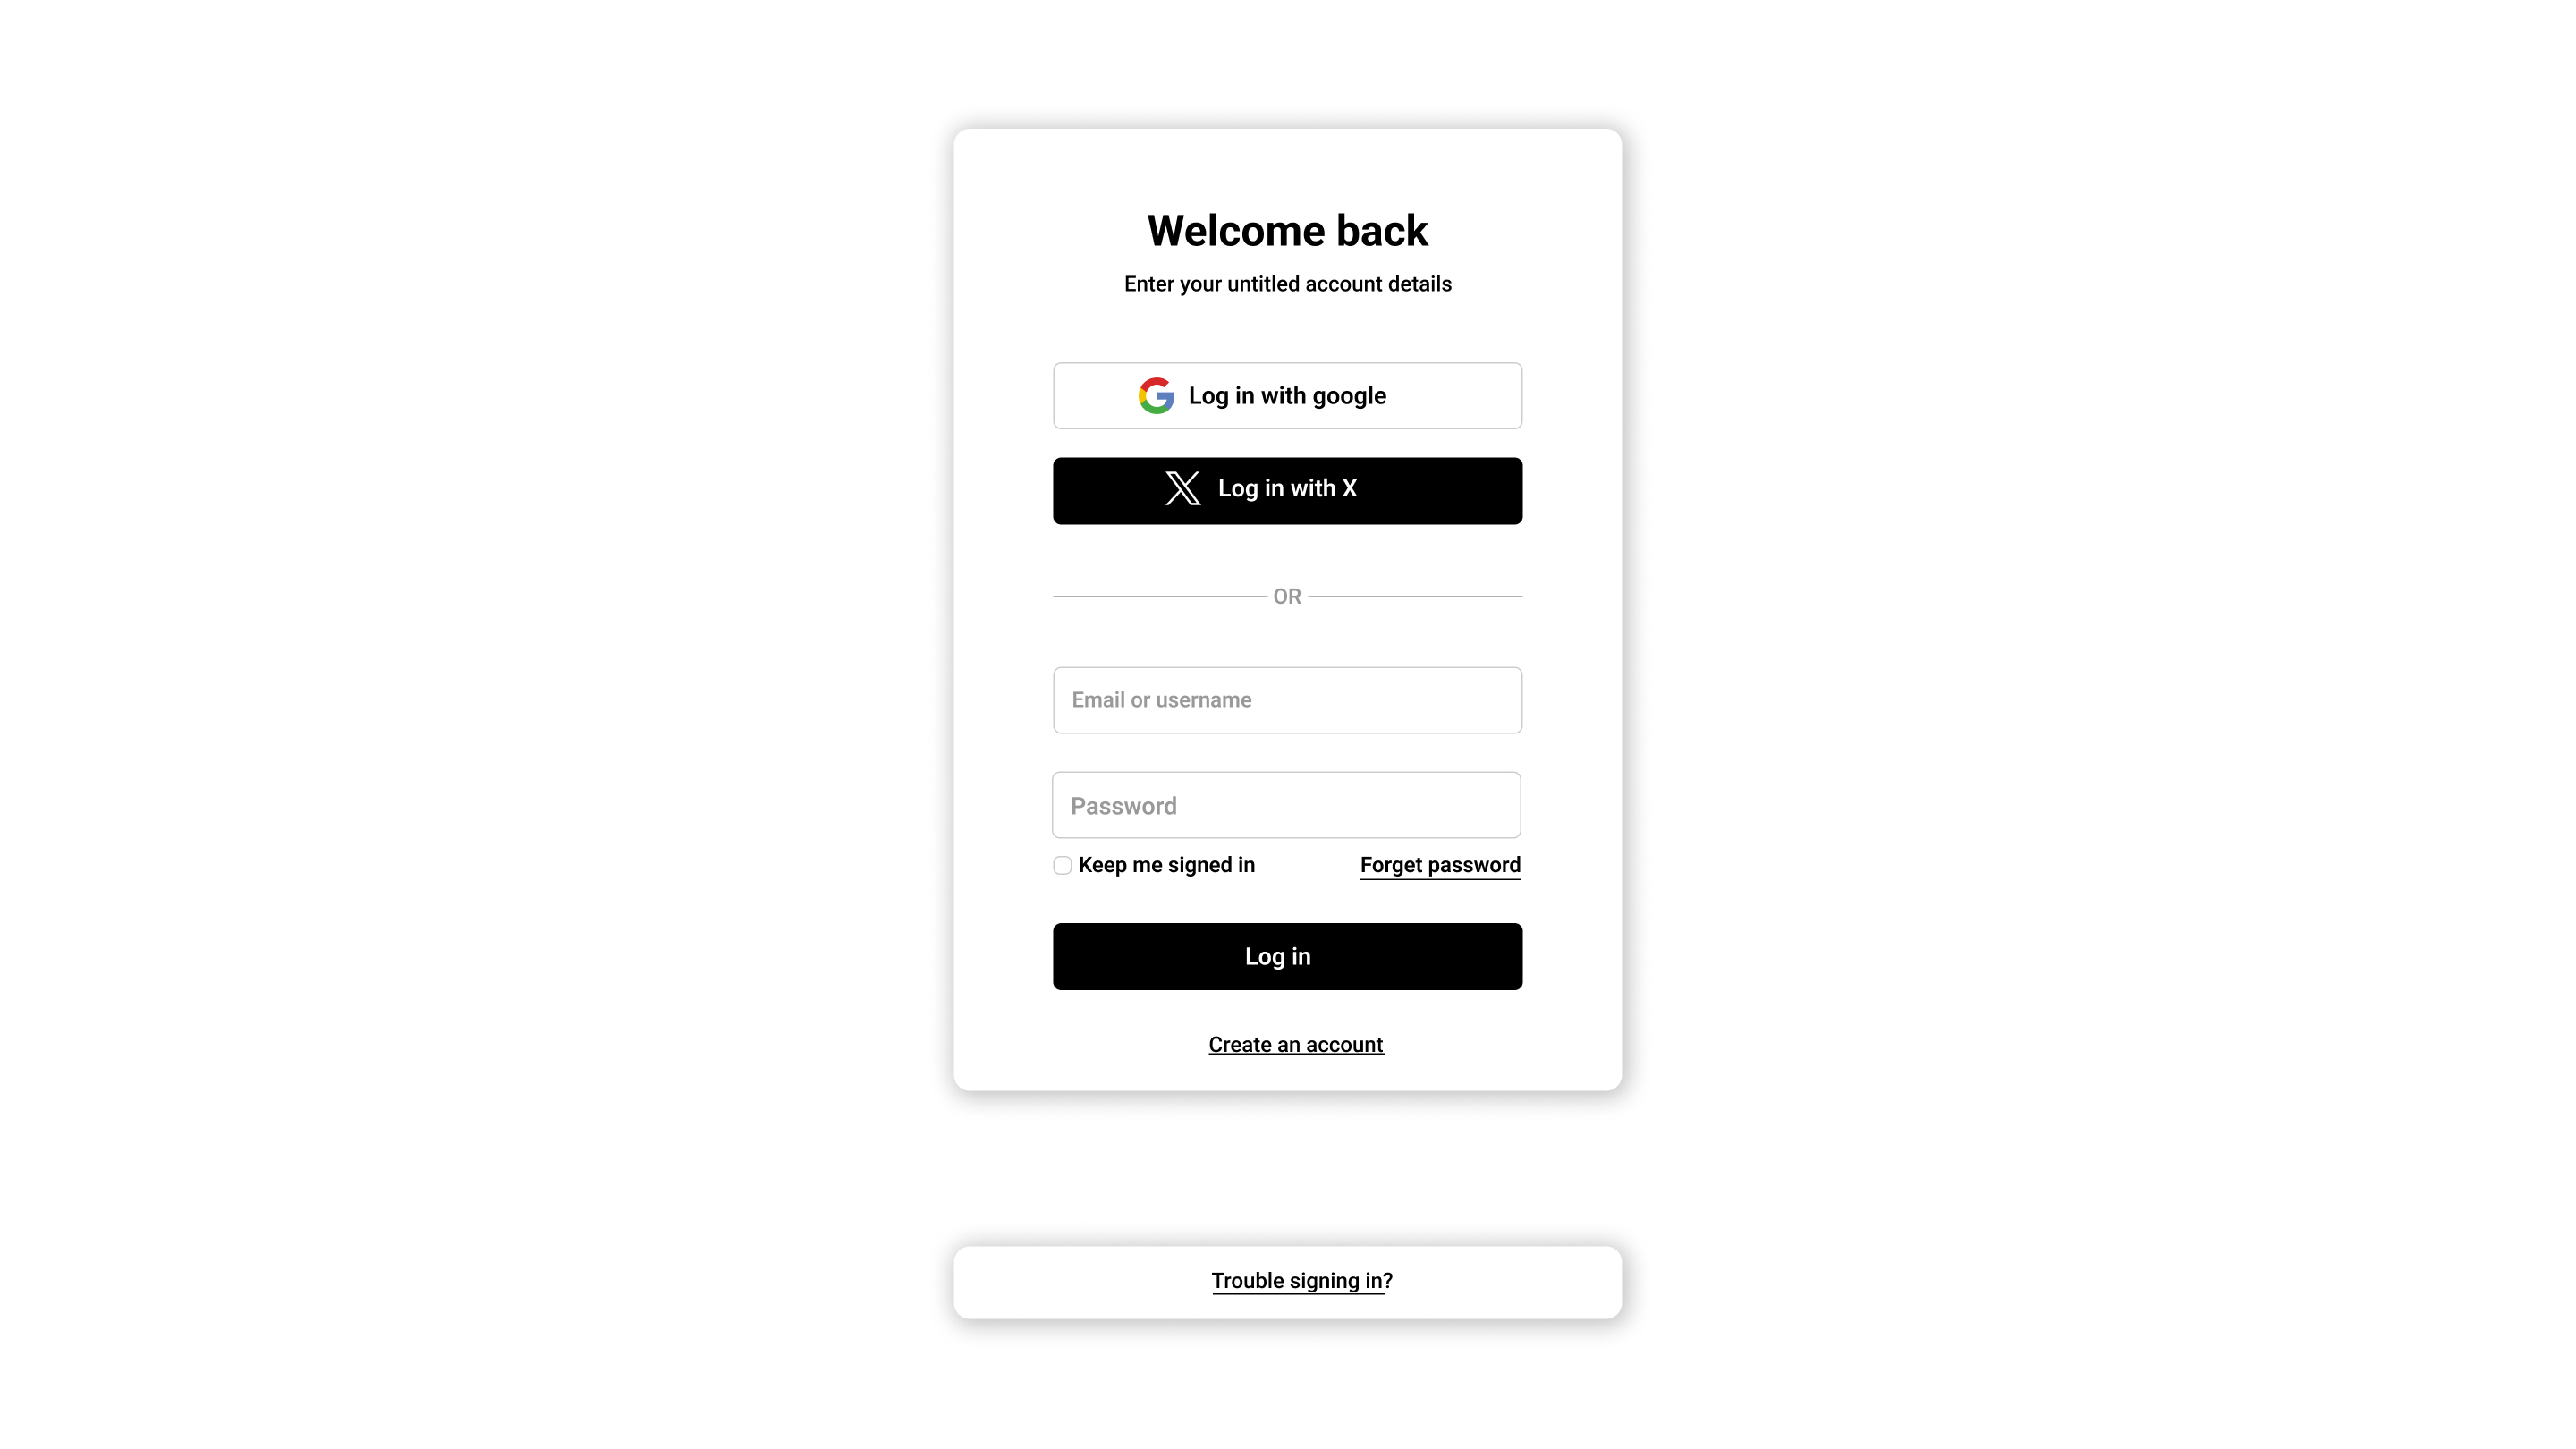 Welcome back
Enter your untitled account details
Log in with google
Log in with X
OR
Email or username
Password
Keep me signed in
Forget password
Log in
Create an account
Trouble signing in?